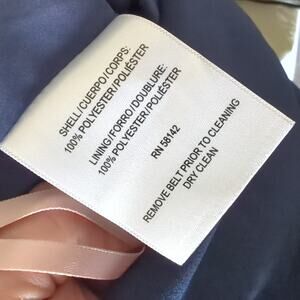 SHELL/CUERPO/CORPS:
100% POLYESTER/POLIÉSTER
LINING/FORRO/DOUBLURE:
100% POLYESTER/POLIÉSTER
RN 58142
REMOVE BELT PRIOR TO CLEANING
DRY CLEAN